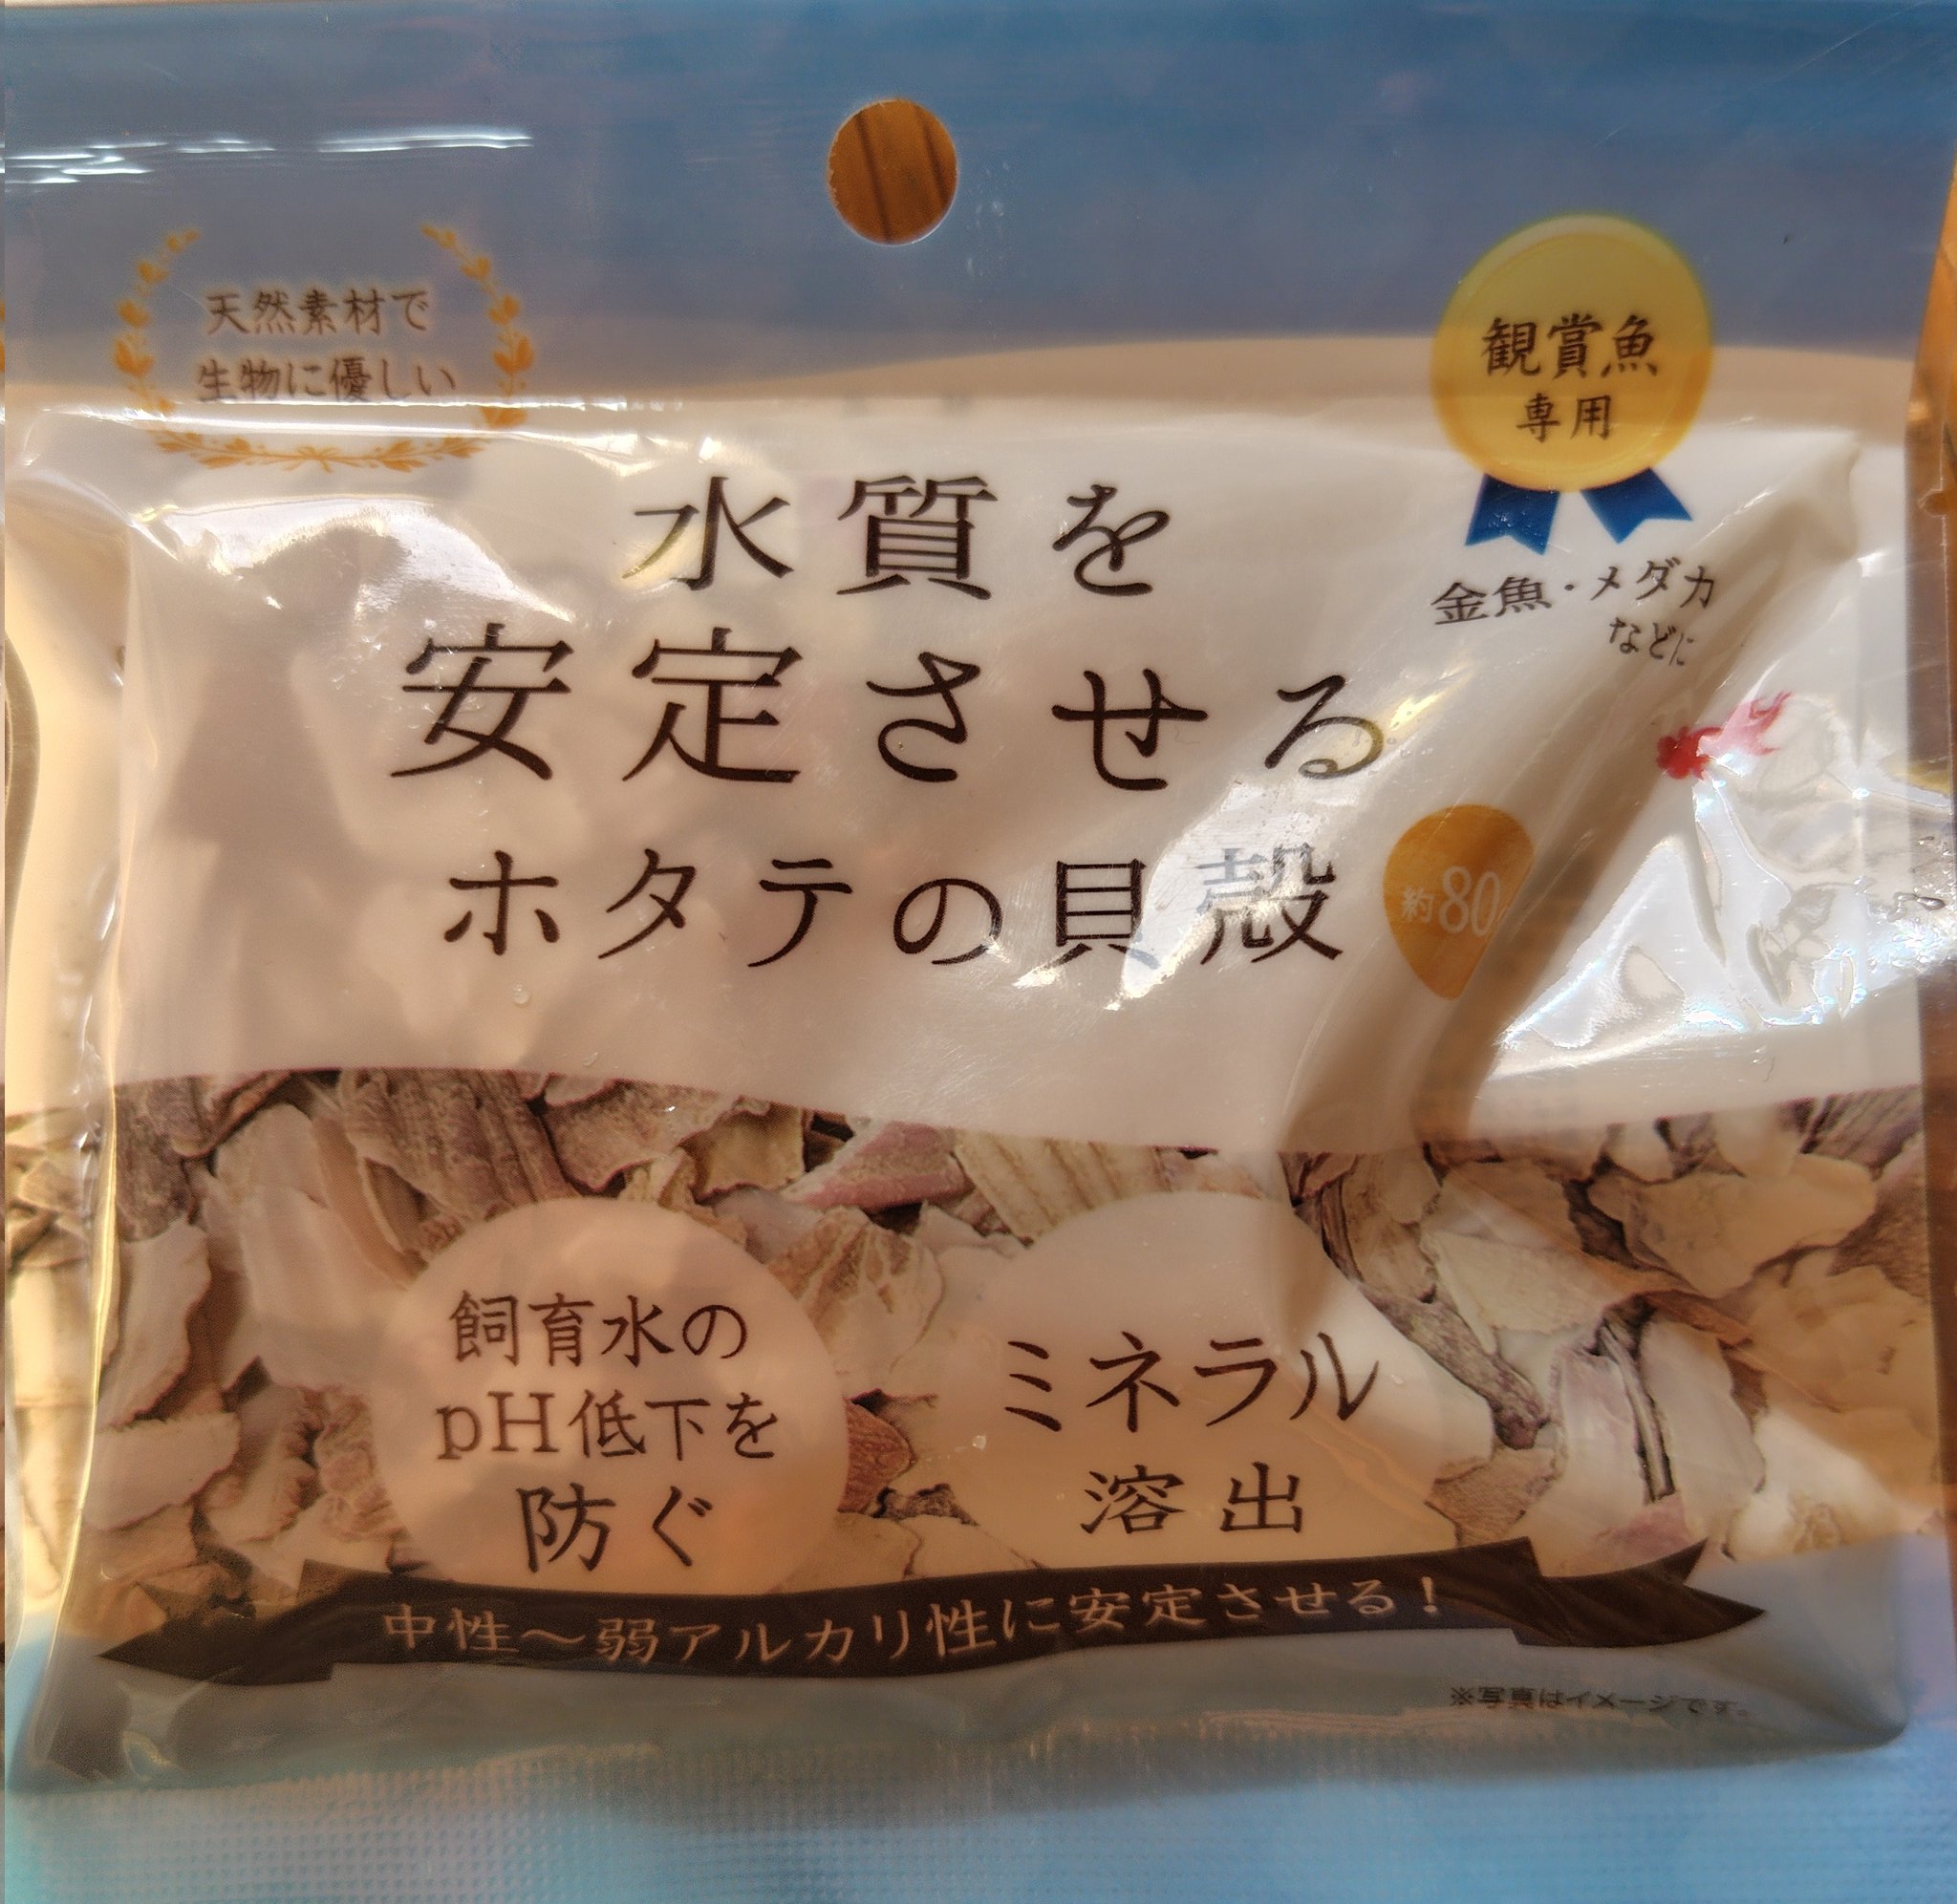 天然素材で
生物に優しい
観賞魚
専用
水質を
安定させる
ホタテの貝殻
金魚・メダカ
などに
約80
飼育水の
pH低下を
防ぐ
ミネラル
溶出
中性〜弱アルカリ性に安定させる!
※写真はイメージです。